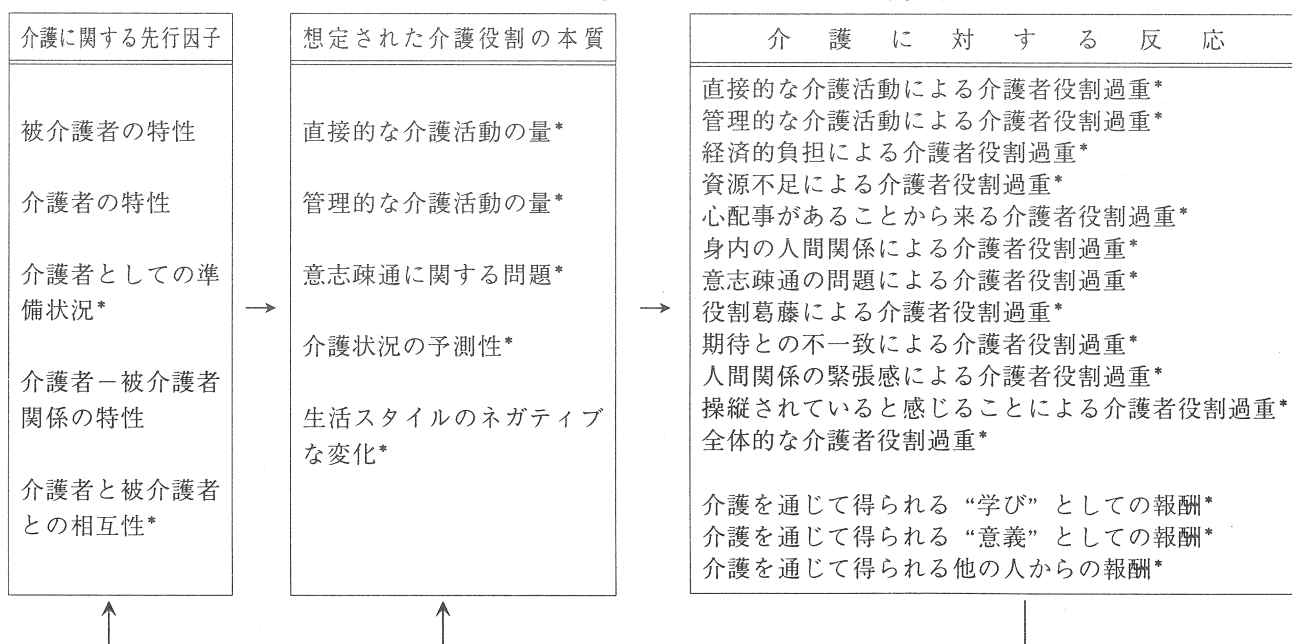 介護に関する先行因子
被介護者の特性
介護者の特性
介護者としての準
備状況*
介護者－被介護者
関係の特性
介護者と被介護者
との相互性*
想定された介護役割の本質
直接的な介護活動の量*
管理的な介護活動の量*
意志疎通に関する問題*
介護状況の予測性*
生活スタイルのネガティブ
な変化*
介護に対する反応
直接的な介護活動による介護者役割過重*
管理的な介護活動による介護者役割過重*
経済的負担による介護者役割過重*
資源不足による介護者役割過重*
心配事があることから来る介護者役割過重*
身内の人間関係による介護者役割過重*
意志疎通の問題による介護者役割過重*
役割葛藤による介護者役割過重*
期待との不一致による介護者役割過重*
人間関係の緊張感による介護者役割過重*
操縦されていると感じることによる介護者役割過重*
全体的な介護者役割過重*
介護を通じて得られる“学び”としての報酬*
介護を通じて得られる“意義”としての報酬*
介護を通じて得られる他の人からの報酬*